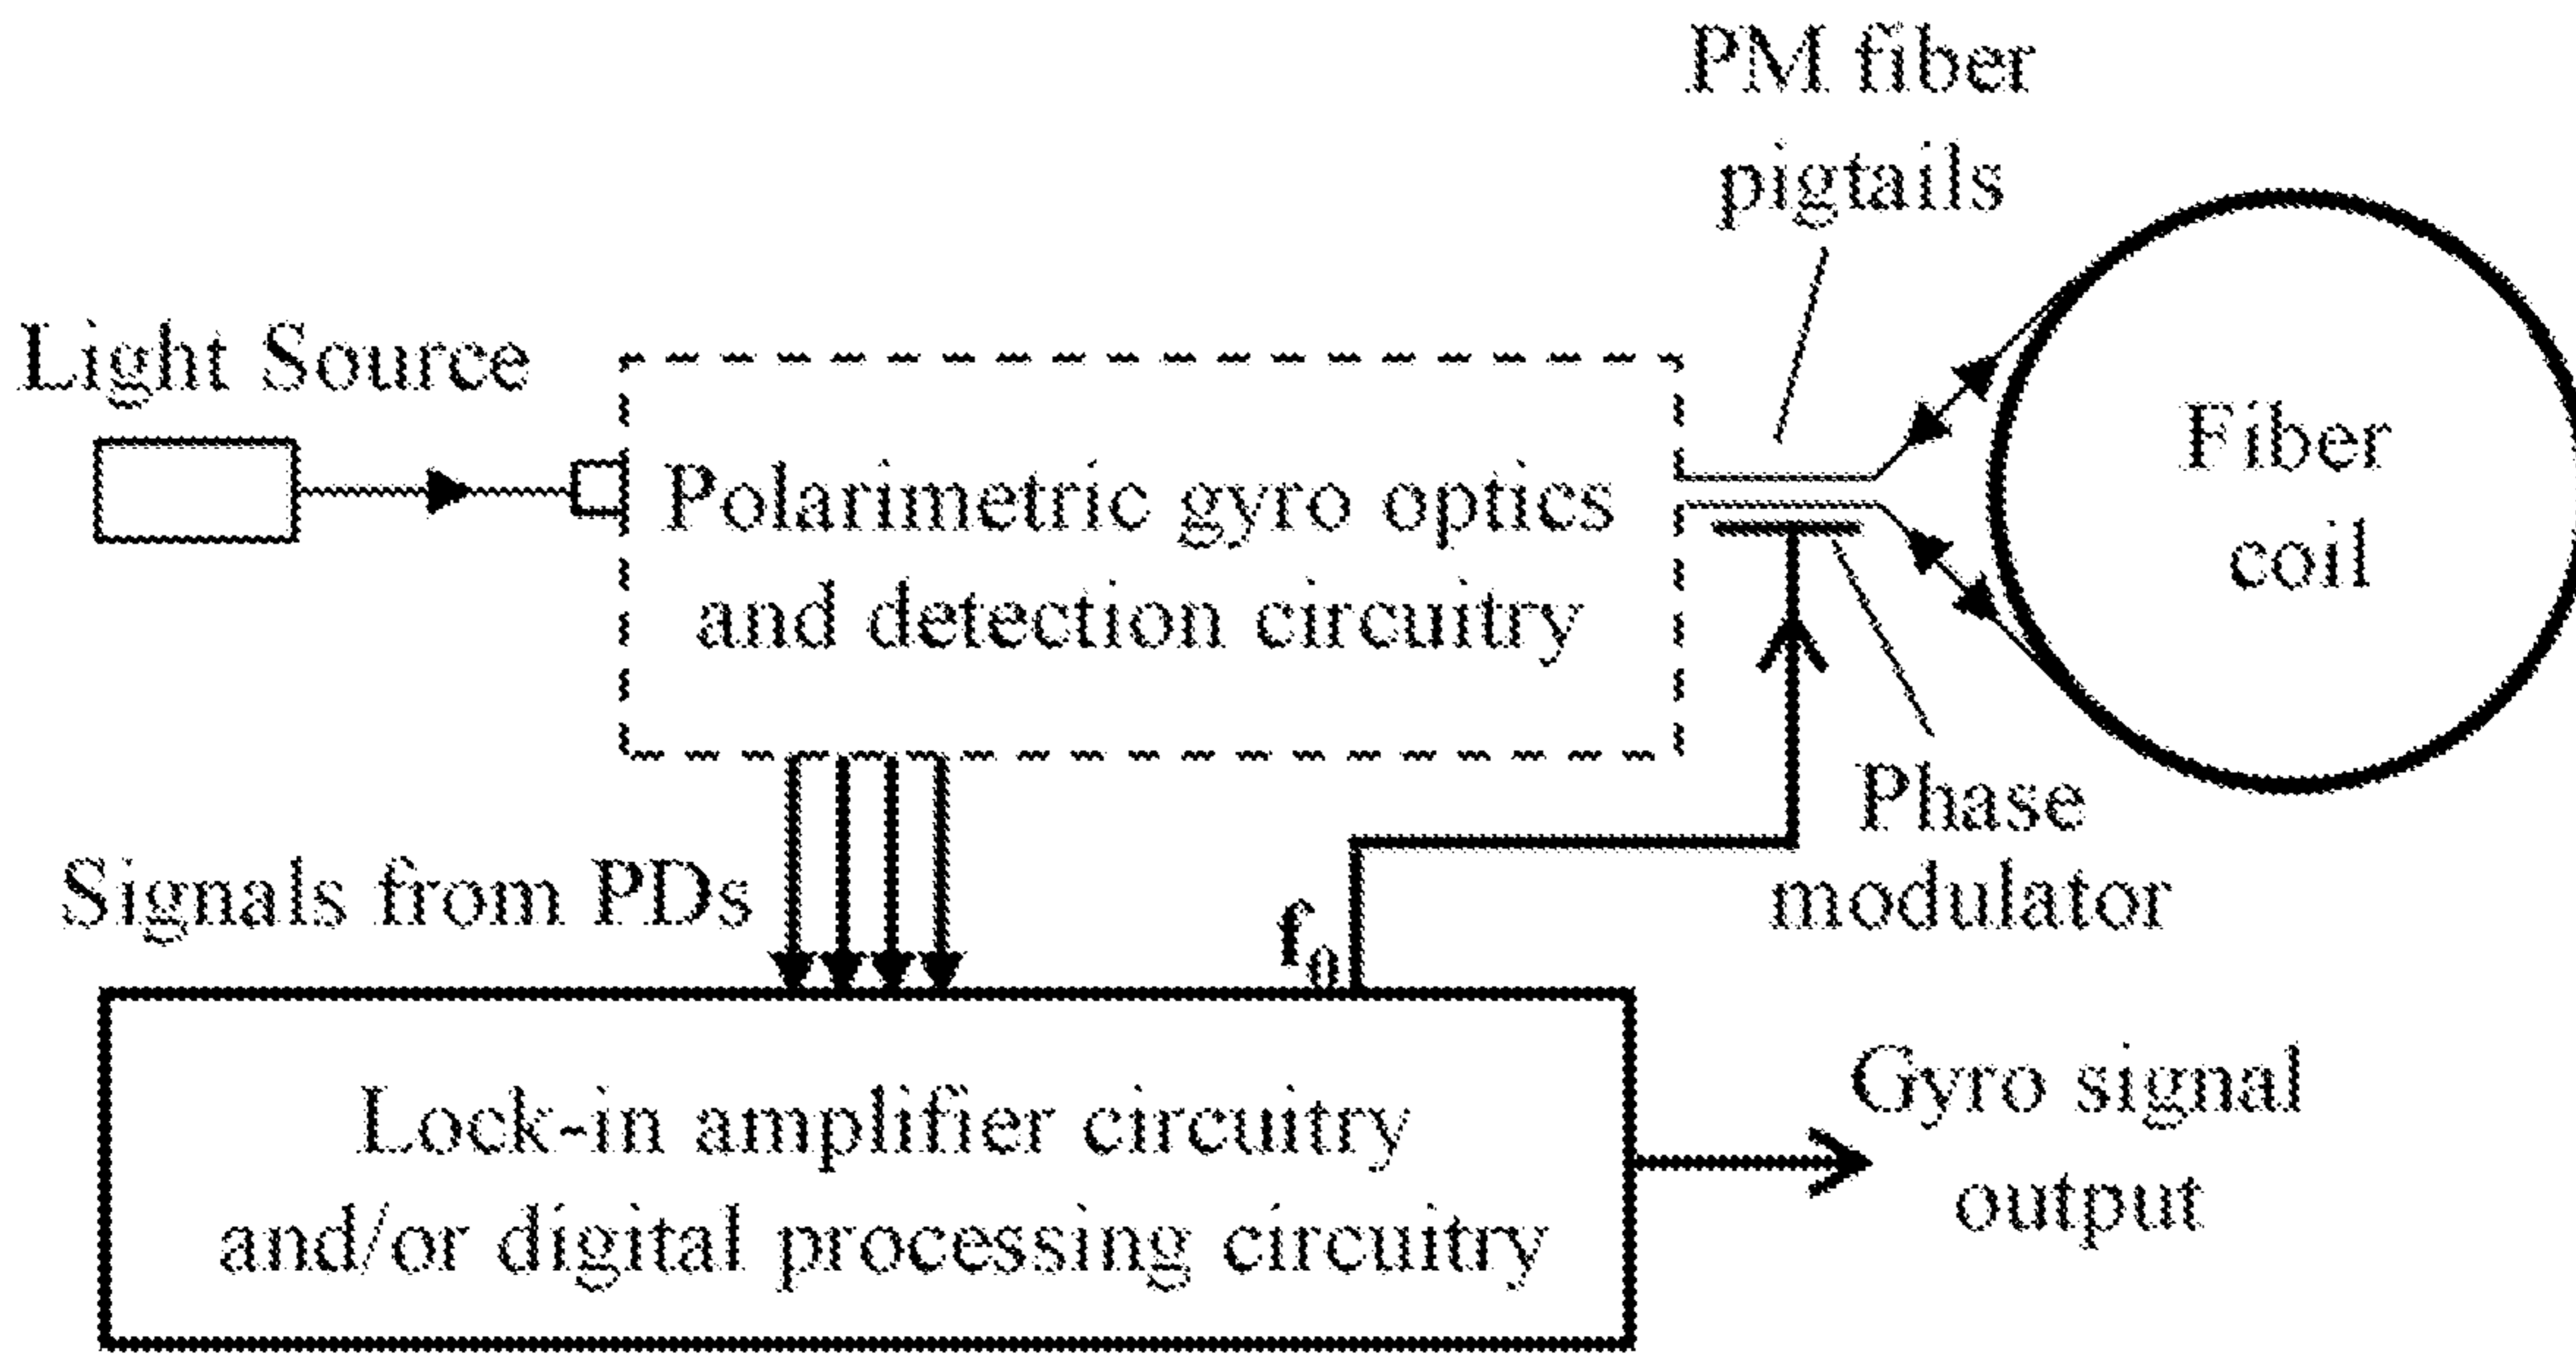 PM fiber
pigtails
Light Source
Polarimetric gyro optics
and detection circuitry
Fiber
coil
Phase
modulator
Signals from PDs
f₀
Lock-in amplifier circuitry
and/or digital processing circuitry
Gyro signal
output